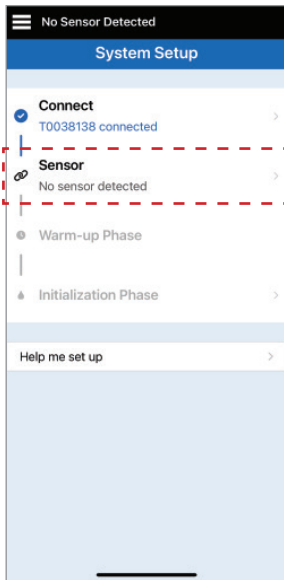 No Sensor Detected
System Setup
Connect
T0038138 connected
Sensor
No sensor detected
Warm-up Phase
Initialization Phase
Help me set up